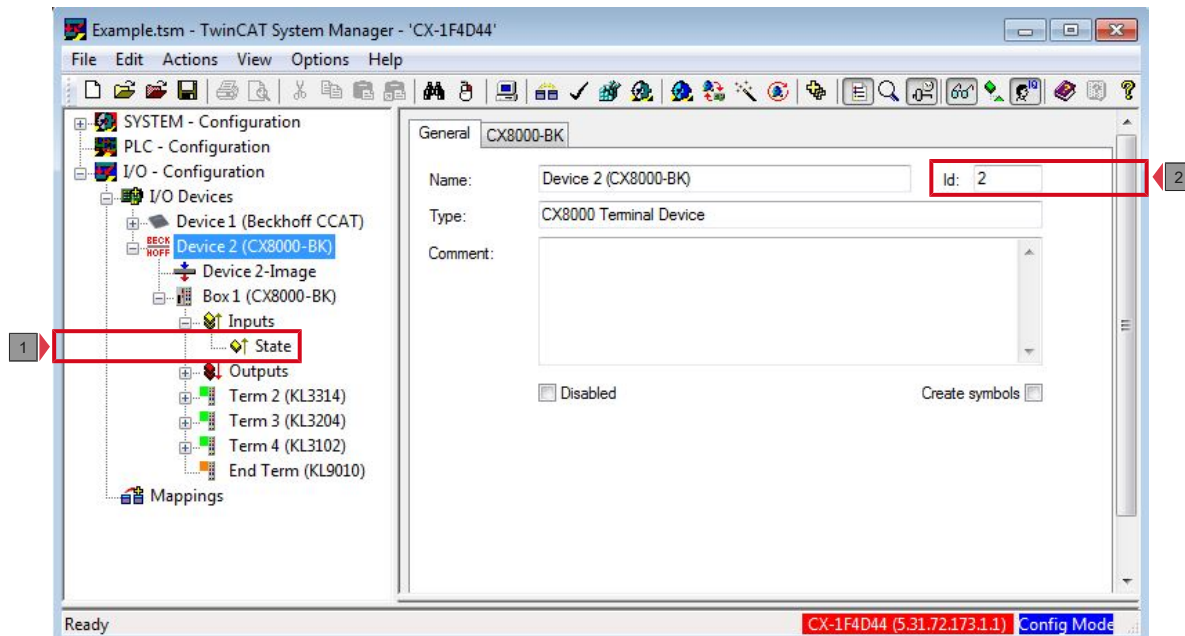 Example.tsm - TwinCAT System Manager - 'CX-1F4D44'
File Edit Actions View Options Help
SYSTEM - Configuration
PLC - Configuration
I/O - Configuration
I/O Devices
Device 1 (Beckhoff CCAT)
BECK
HOFF
Device 2 (CX8000-BK)
Device 2-Image
Box 1 (CX8000-BK)
Inputs
1
State
Outputs
Term 2 (KL3314)
Term 3 (KL3204)
Term 4 (KL3102)
End Term (KL9010)
Mappings
General CX8000-BK
Name: Device 2 (CX8000-BK) Id: 2
2
Type: CX8000 Terminal Device
Comment:
Disabled Create symbols
Ready CX-1F4D44 (5.31.72.173.1.1) Config Mode